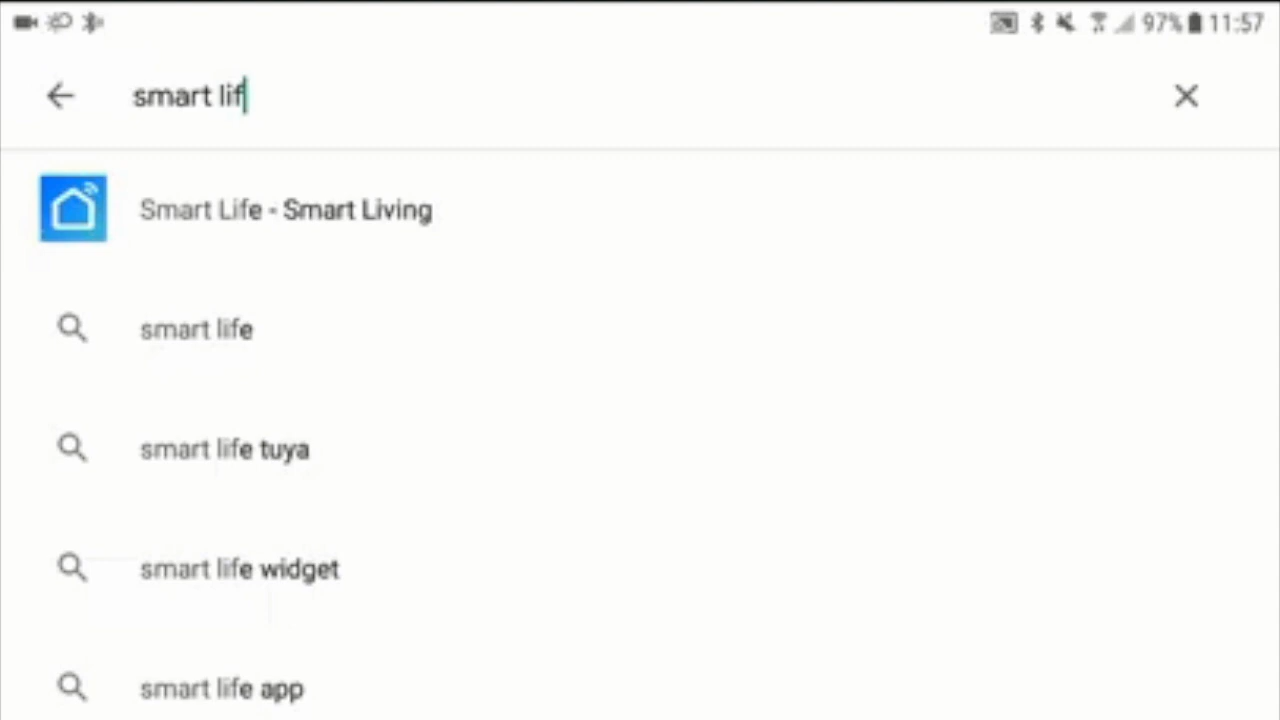 97% 11:57
smart lif
Smart Life - Smart Living
smart life
smart life tuya
smart life widget
smart life app